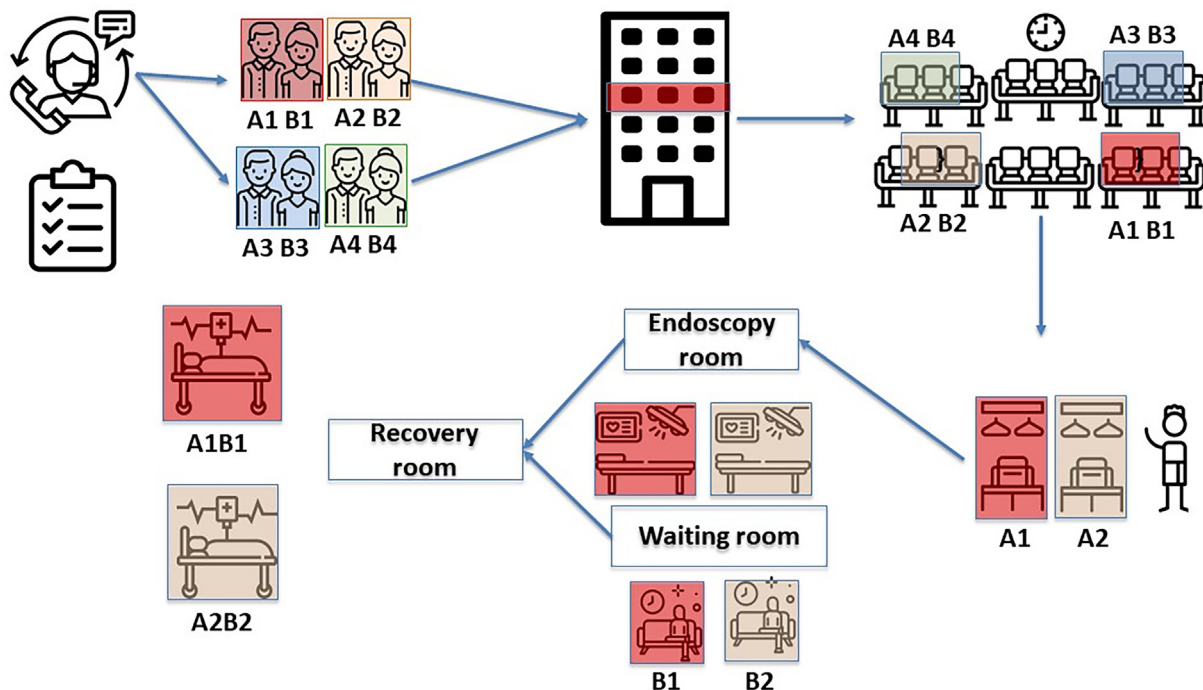 A1 B1
A2 B2
A3 B3
A4 B4
A4 B4
A3 B3
A2 B2
A1 B1
Endoscopy
room
A1B1
Recovery
room
Waiting room
A1
A2
A2B2
B1
B2